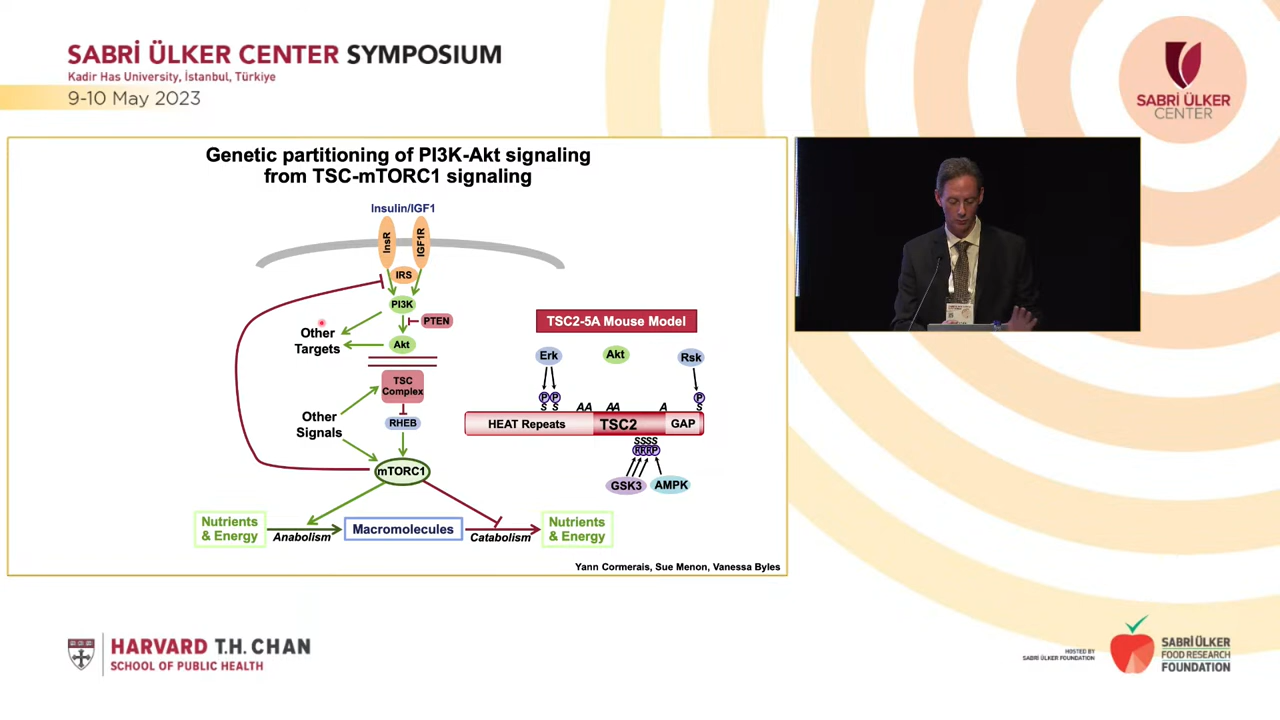 SABRİ ÜLKER CENTER SYMPOSIUM
Kadir Has University, İstanbul, Türkiye
9-10 May 2023
SABRİ ÜLKER
CENTER
Genetic partitioning of PI3K-Akt signaling
from TSC-mTORC1 signaling
Insulin/IGF1
InsR
IGF1R
IRS
PI3K
PTEN
Other
Targets
Akt
TSC
Complex
Other
Signals
RHEB
mTORC1
Nutrients
& Energy
Anabolism
Macromolecules
Catabolism
Nutrients
& Energy
TSC2-5A Mouse Model
Erk
Akt
Rsk
P P P
S S AA AA A S
HEAT Repeats TSC2 GAP
SSSS
GSK3 AMPK
Yann Cormerais, Sue Menon, Vanessa Byles
HARVARD T.H. CHAN
SCHOOL OF PUBLIC HEALTH
HOSTED BY
SABRİ ÜLKER FOUNDATION
SABRİ ÜLKER
FOOD RESEARCH
FOUNDATION